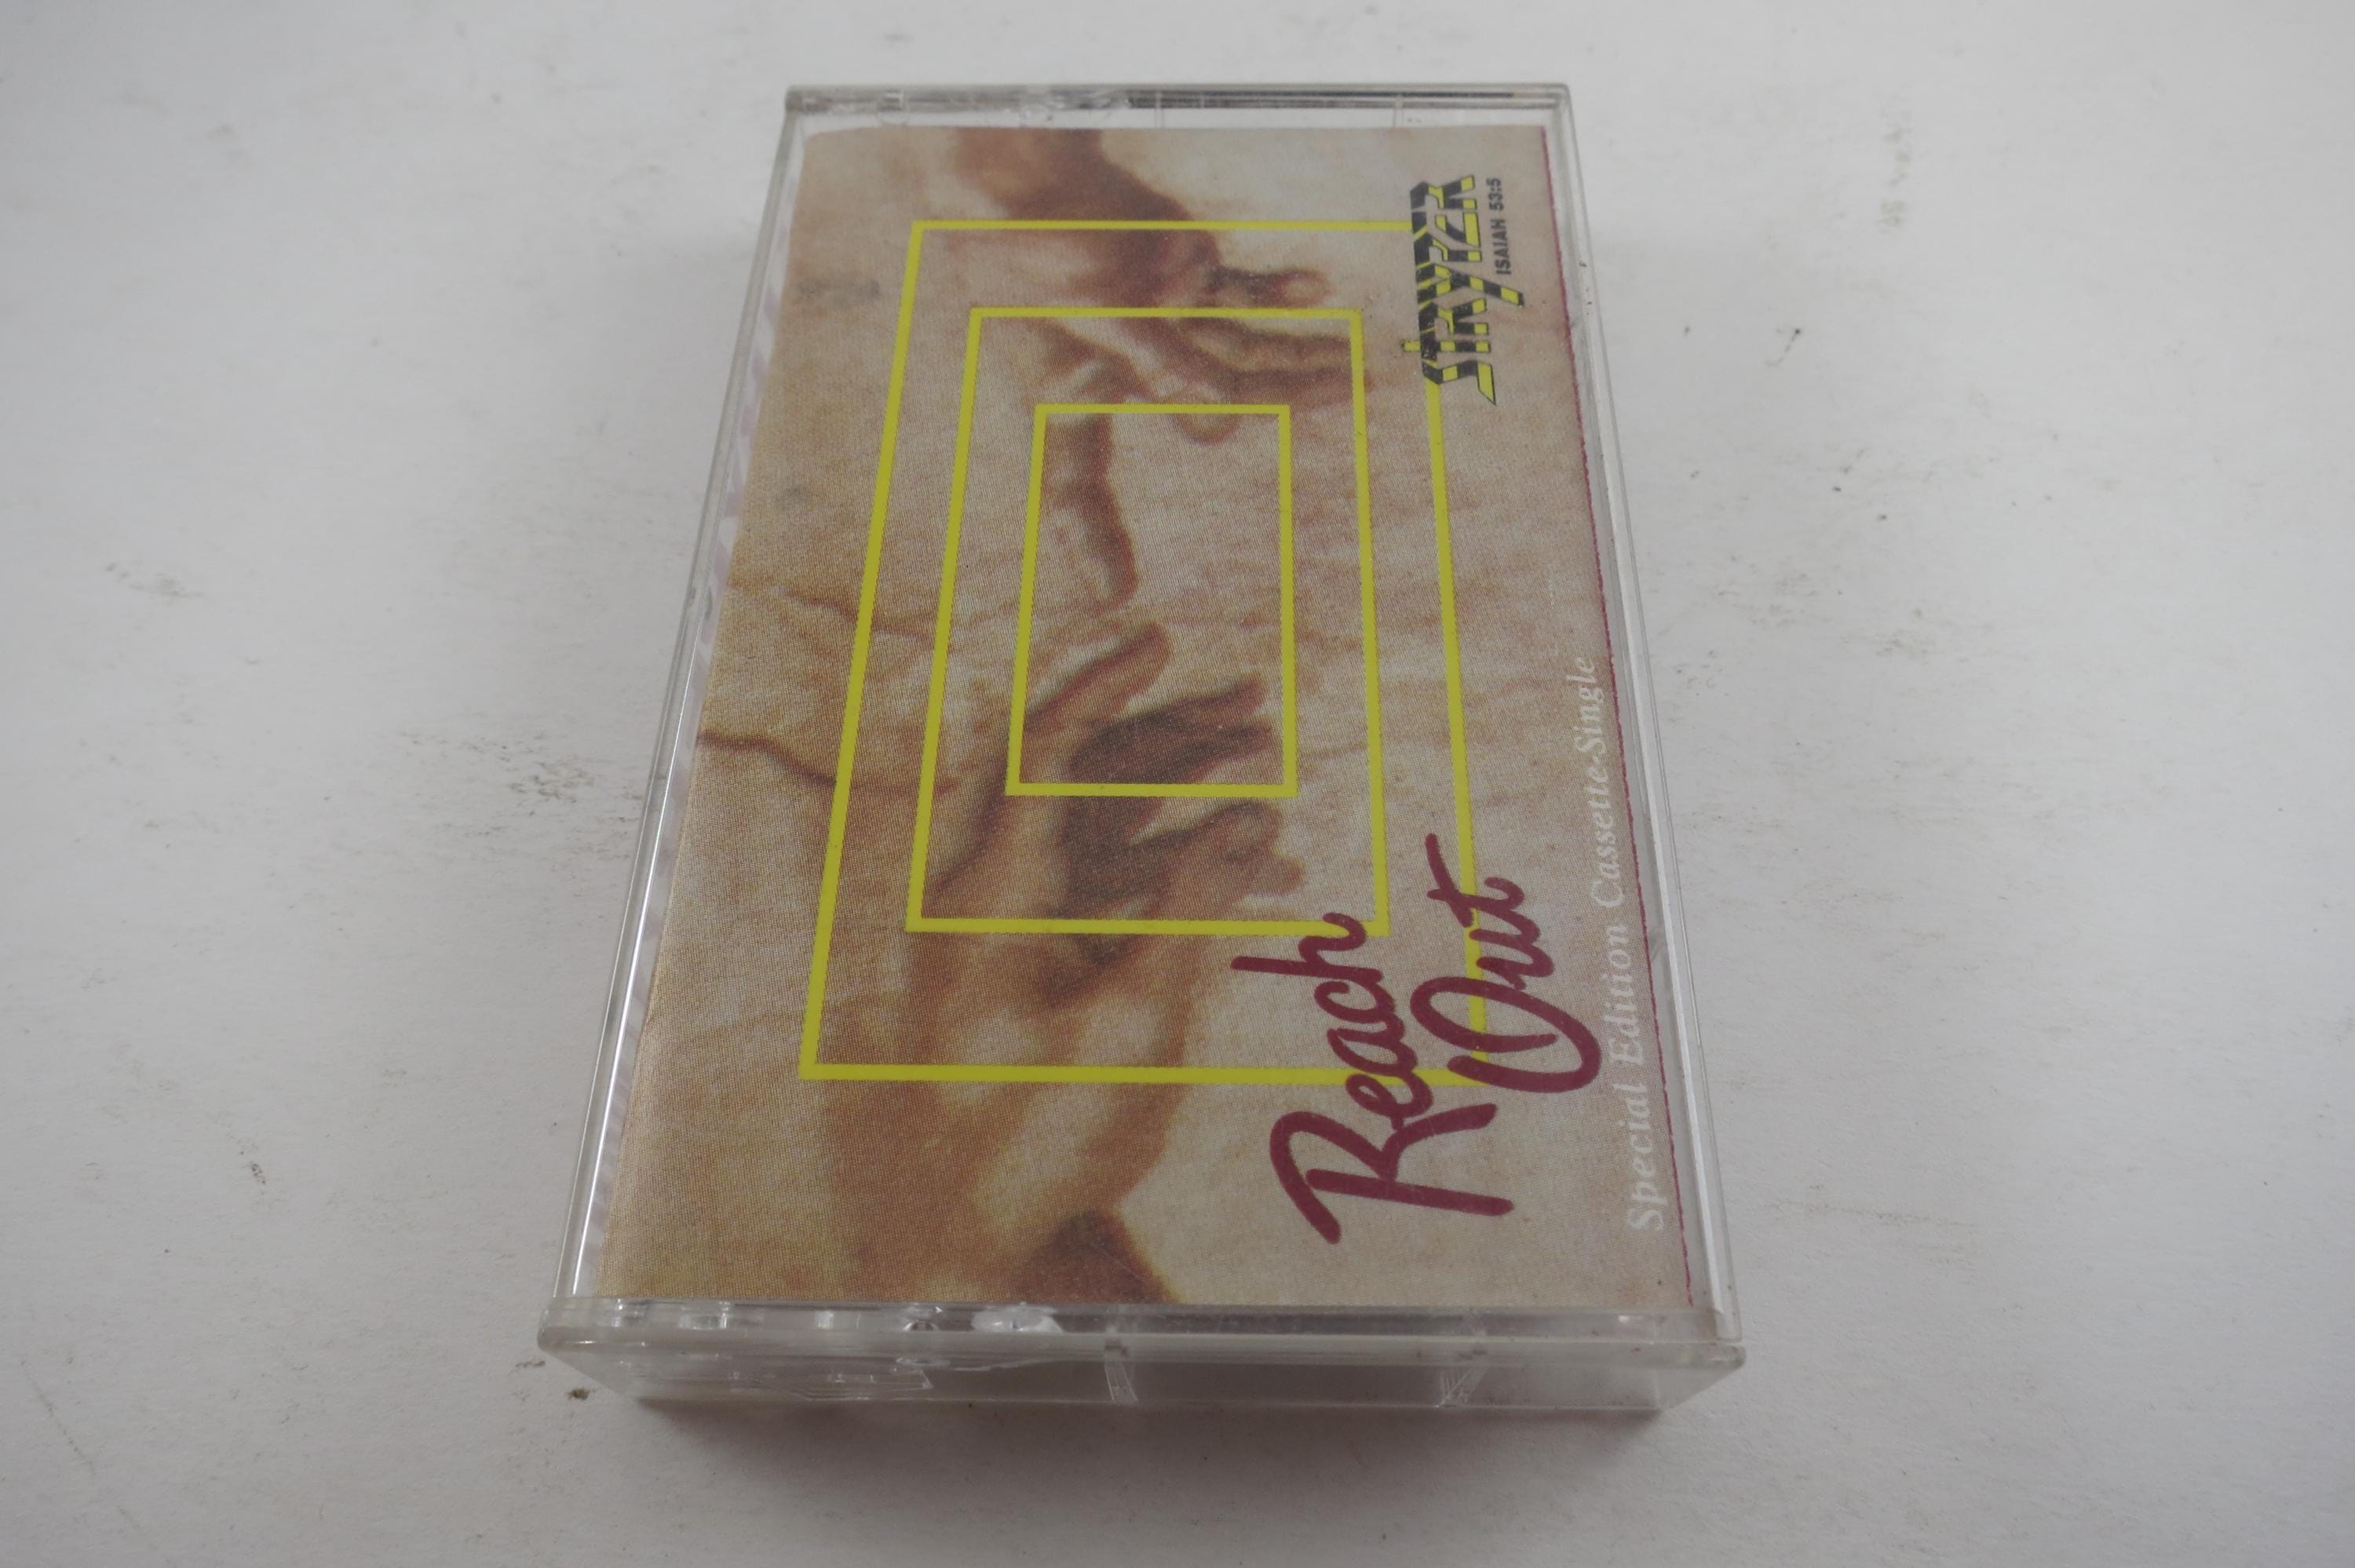 STRYPER
ISAIAH 53:5
Reach
Out
Special Edition Cassette-Single